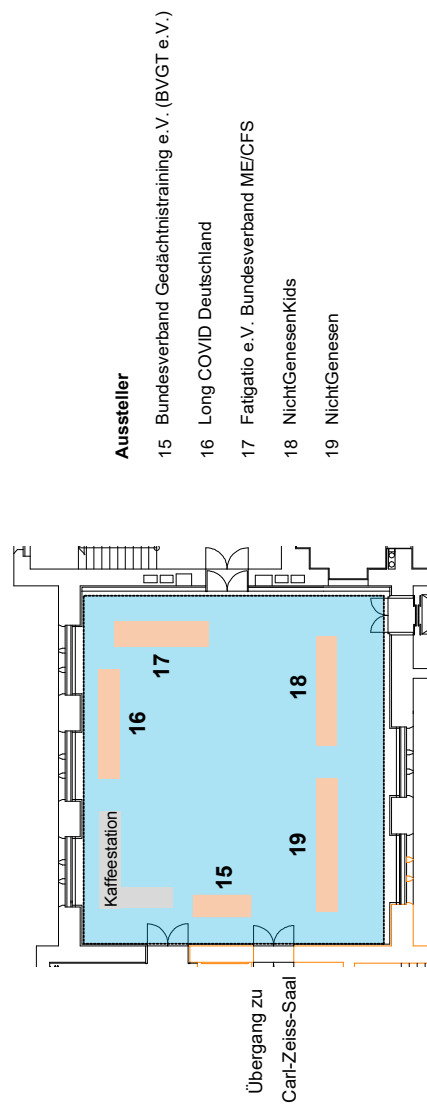 Aussteller
15 Bundesverband Gedächtnistraining e.V. (BVGT e.V.)
16 Long COVID Deutschland
17 Fatigatio e.V. Bundesverband ME/CFS
18 NichtGenesenKids
19 NichtGenesen
Kaffeestation
16
17
15
19
18
Übergang zu
Carl-Zeiss-Saal